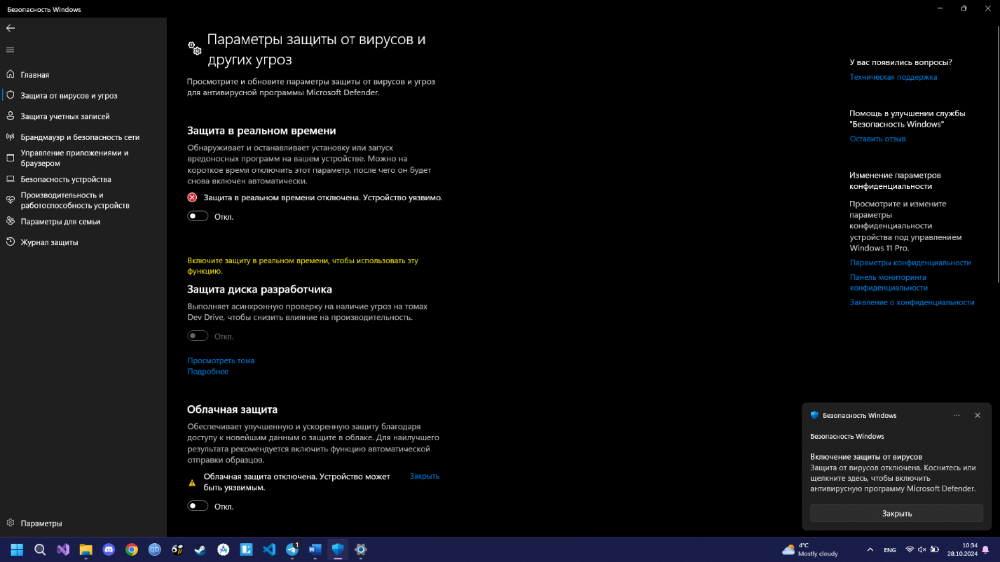 Безопасность Windows
Главная
Защита от вирусов и угроз
Защита учетных записей
Брандмауэр и безопасность сети
Управление приложениями и
браузером
Безопасность устройства
Производительность и
работоспособность устройств
Параметры для семьи
Журнал защиты
Параметры
Параметры защиты от вирусов и
других угроз
Просмотрите и обновите параметры защиты от вирусов и угроз
для антивирусной программы Microsoft Defender.
Защита в реальном времени
Обнаруживает и останавливает установку или запуск
вредоносных программ на вашем устройстве. Можно на
короткое время отключить этот параметр, после чего он будет
снова включен автоматически.
Защита в реальном времени отключена. Устройство уязвимо.
Откл.
Включите защиту в реальном времени, чтобы использовать эту
функцию.
Защита диска разработчика
Выполняет асинхронную проверку на наличие угроз на томах
Dev Drive, чтобы снизить влияние на производительность.
Откл.
Просмотреть тома
Подробнее
Облачная защита
Обеспечивает улучшенную и ускоренную защиту благодаря
доступу к новейшим данным о защите в облаке. Для наилучшего
результата рекомендуется включить функцию автоматической
отправки образцов.
Облачная защита отключена. Устройство может
быть уязвимым.
Закрыть
Откл.
У вас появились вопросы?
Техническая поддержка
Помощь в улучшении службы
"Безопасность Windows"
Оставить отзыв
Изменение параметров
конфиденциальности
Просмотрите и измените
параметры
конфиденциальности
устройства под управлением
Windows 11 Pro.
Параметры конфиденциальности
Панель мониторинга
конфиденциальности
Заявление о конфиденциальности
Безопасность Windows
Безопасность Windows
Включение защиты от вирусов
Защита от вирусов отключена. Коснитесь или
щелкните здесь, чтобы включить
антивирусную программу Microsoft Defender.
Закрыть
qb
1
W
4°C
Mostly cloudy
ENG
10:34
28.10.2024